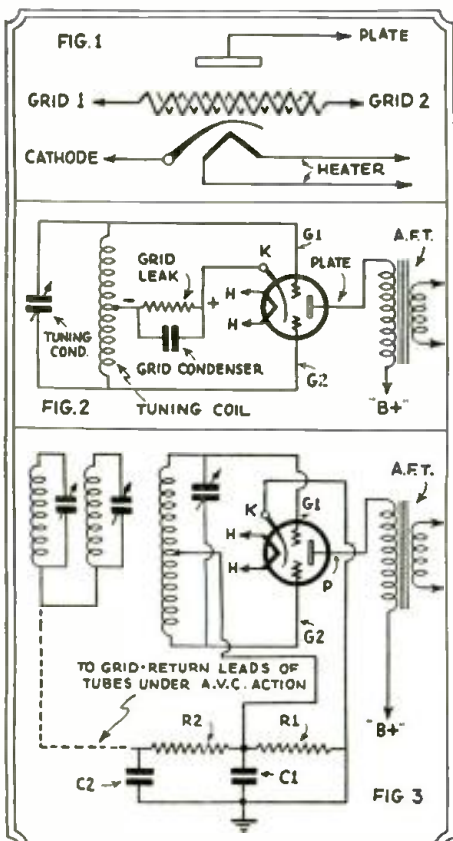 FIG.1
PLATE
GRID 1
GRID 2
CATHODE
HEATER
A.F.T.
G1
K
PLATE
GRID
LEAK
-
+
H
H
TUNING
COND.
GRID CONDENSER
G2
FIG.2
TUNING COIL
"B+"
A.F.T.
K
G1
H
H
P
G2
TO GRID-RETURN LEADS OF
TUBES UNDER A.V.C. ACTION
R2
R1
"B+"
C2
C1
FIG 3